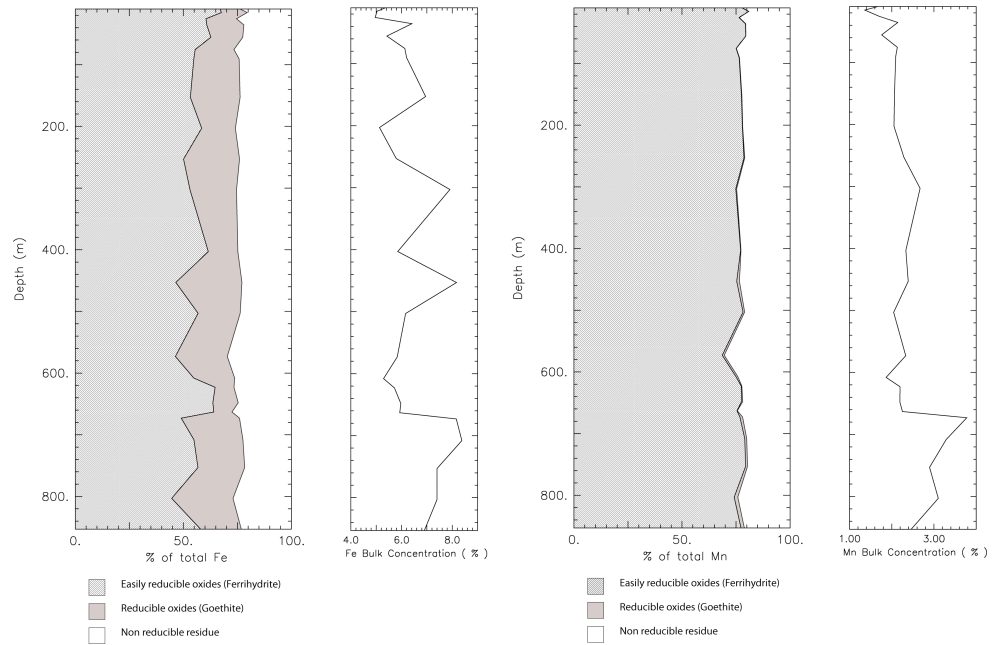 200.
400.
600.
800.
Depth (m)
0.
50.
100.
% of total Fe
4.0
6.0
8.0
Fe Bulk Concentration ( % )
Easily reducible oxides (Ferrihydrite)
Reducible oxides (Goethite)
Non reducible residue
200.
400.
600.
800.
Depth (m)
0.
50.
100.
% of total Mn
1.00
3.00
Mn Bulk Concentration ( % )
Easily reducible oxides (Ferrihydrite)
Reducible oxides (Goethite)
Non reducible residue